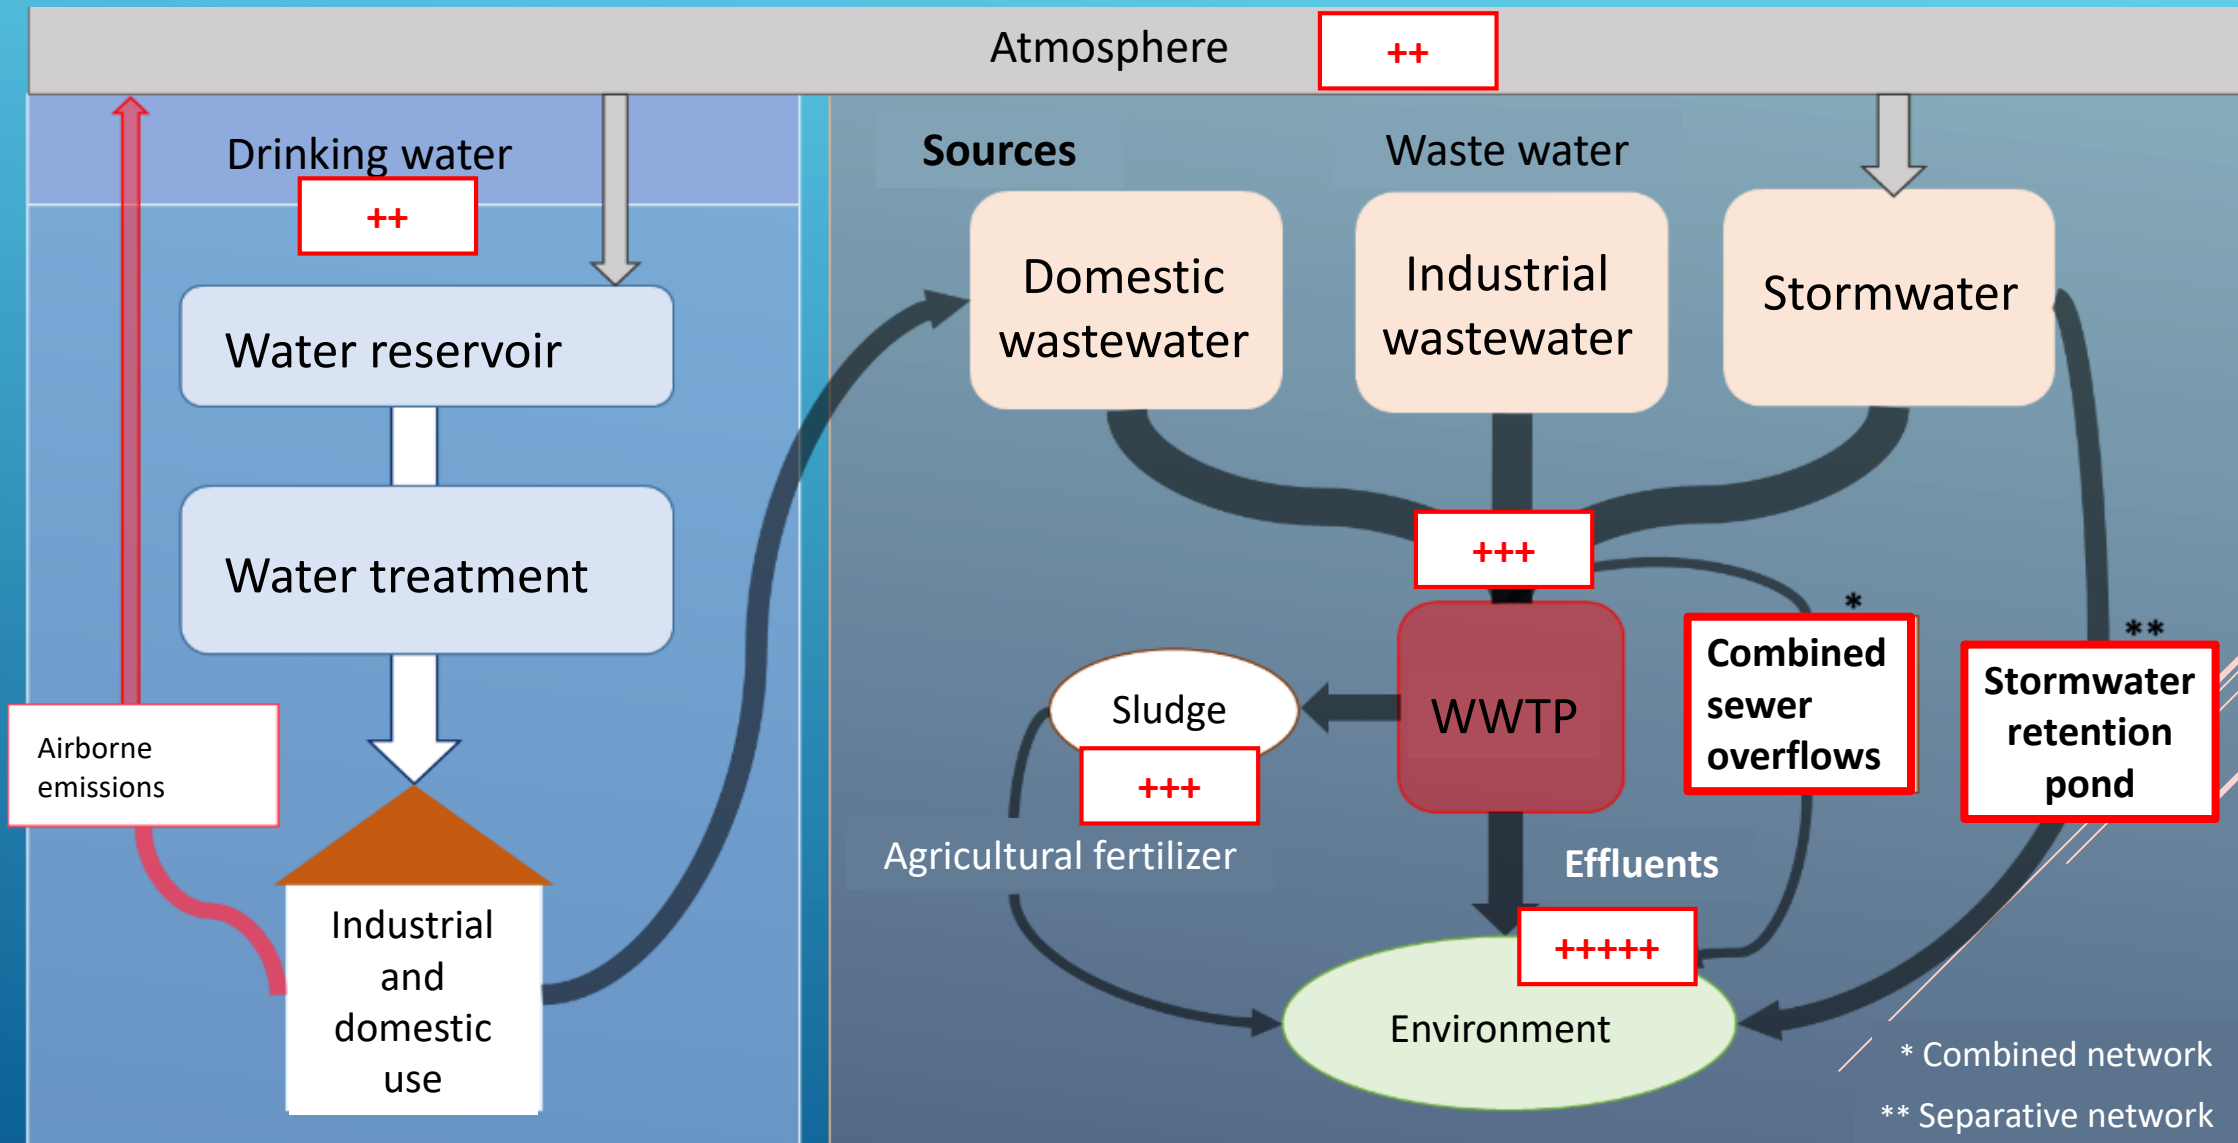 Atmosphere
++
Drinking water
++
Water reservoir
Water treatment
Airborne
emissions
Industrial
and
domestic
use
Sources
Waste water
Domestic
wastewater
Industrial
wastewater
Stormwater
+++
*
Combined
sewer
overflows
**
Stormwater
retention
pond
Sludge
+++
WWTP
Agricultural fertilizer
Effluents
+++++
Environment
* Combined network
** Separative network